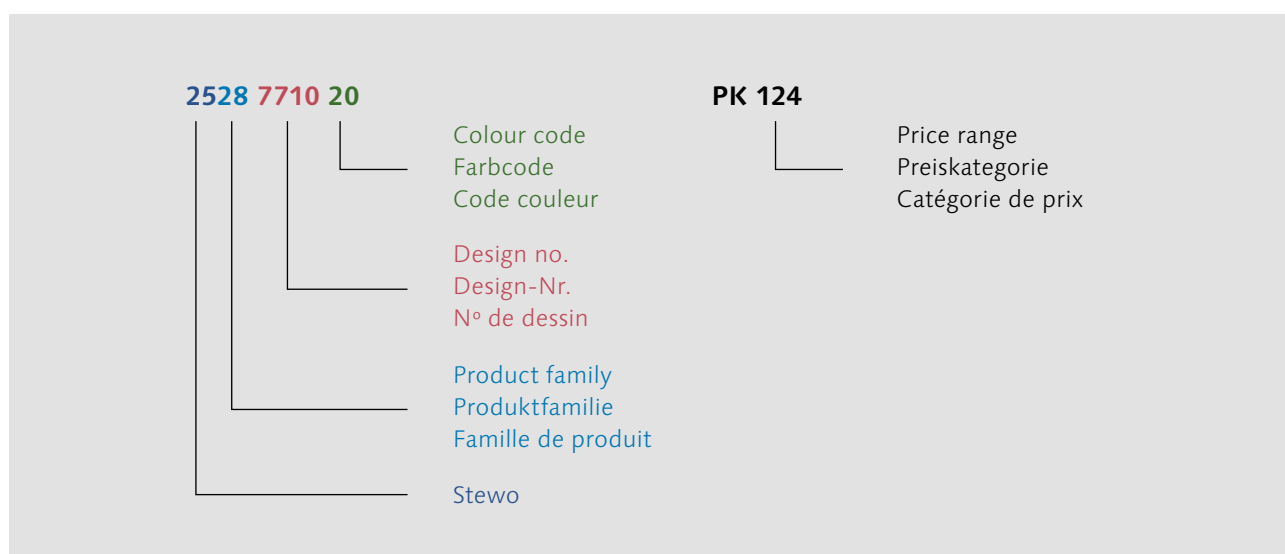 2528 7710 20
Colour code
Farbcode
Code couleur
Design no.
Design-Nr.
Nº de dessin
Product family
Produktfamilie
Famille de produit
Stewo
PK 124
Price range
Preiskategorie
Catégorie de prix